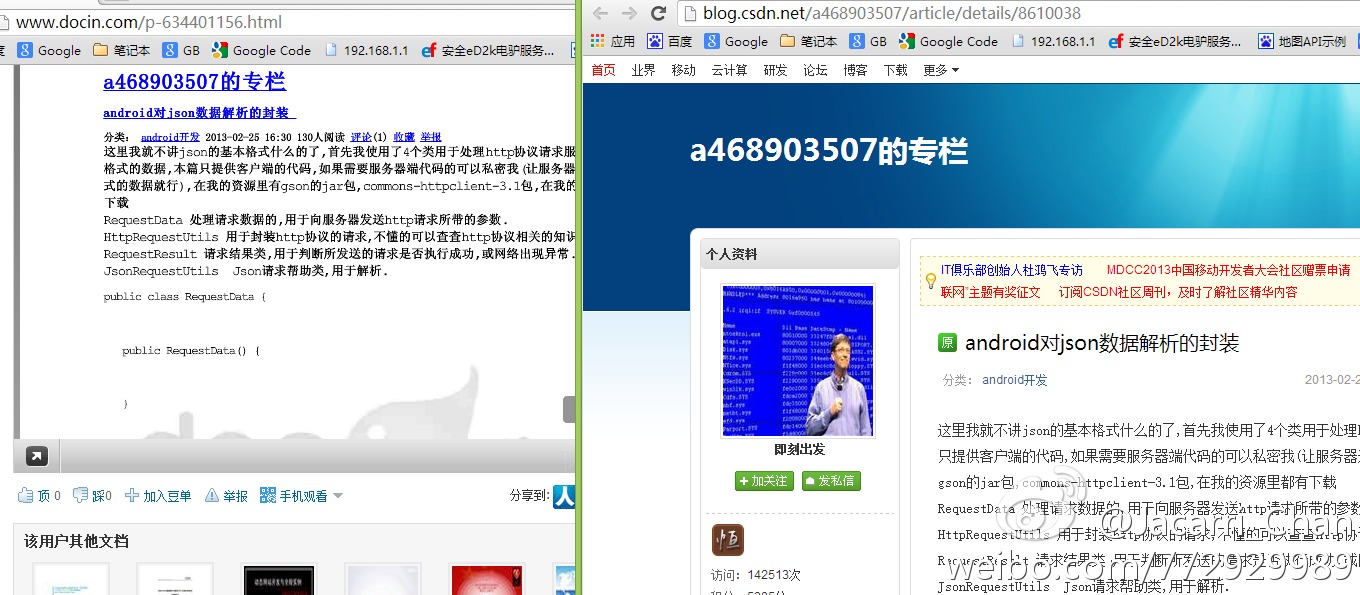 www.docin.com/p-634401156.html
Google 笔记本 GB Google Code 192.168.1.1 安全eD2k电驴服务...
a468903507的专栏
android对json数据解析的封装
分类： android开发 2013-02-25 16:30 130人阅读 评论(1) 收藏 举报
这里我就不讲json的基本格式什么的了,首先我使用了4个类用于处理http协议请求服
格式的数据,本篇只提供客户端的代码,如果需要服务器端代码的可以私密我(让服务器
式的数据就行),在我的资源里有gson的jar包,commons-httpclient-3.1包,在我的
下载
RequestData 处理请求数据的,用于向服务器发送http请求所带的参数.
HttpRequestUtils 用于封装http协议的请求,不懂的可以查查http协议相关的知识
RequestResult 请求结果类,用于判断所发送的请求是否执行成功,或网络出现异常.
JsonRequestUtils Json请求帮助类,用于解析.
public class RequestData {
public RequestData() {
}
顶 0 踩0 加入豆单 举报 手机观看 分享到:
该用户其他文档
blog.csdn.net/a468903507/article/details/8610038
应用 百度 Google 笔记本 GB Google Code 192.168.1.1 安全eD2k电驴服务... 地图API示例
首页 业界 移动 云计算 研发 论坛 博客 下载 更多
a468903507的专栏
个人资料
即刻出发
加关注 发私信
恒
访问：142513次
IT俱乐部创始人杜鸿飞专访 MDCC2013中国移动开发者大会社区赠票申请
联网"主题有奖征文 订阅CSDN社区周刊，及时了解社区精华内容
原 android对json数据解析的封装
分类： android开发 2013-02-2
这里我就不讲json的基本格式什么的了,首先我使用了4个类用于处理
只提供客户端的代码,如果需要服务器端代码的可以私密我(让服务器
gson的jar包,commons-httpclient-3.1包,在我的资源里都有下载
RequestData 处理请求数据的,用于向服务器发送http请求所带的参数
HttpRequestUtils 用于封装http协议的请求,不懂的可以查查http协
RequestResult 请求结果类,用于判断所发送的请求是否执行成功
JsonRequestUtils Json请求帮助类,用于解析.
@Jacarri_Chan
weibo.com/772929989